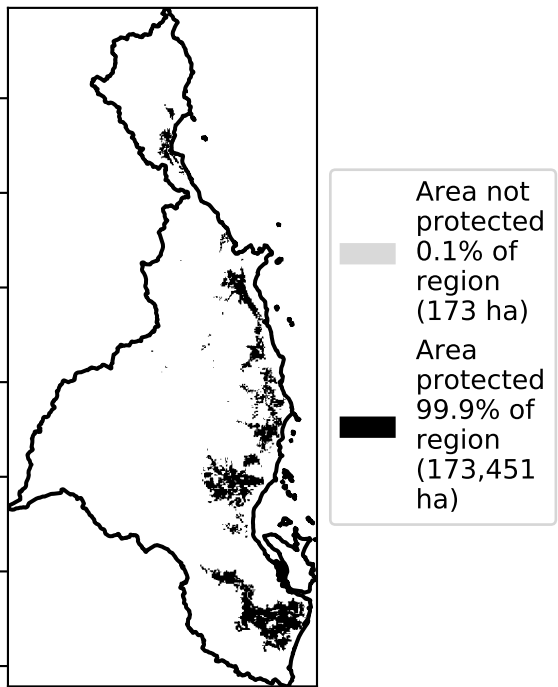 Area not
protected
0.1% of
region
(173 ha)
Area
protected
99.9% of
region
(173,451
ha)